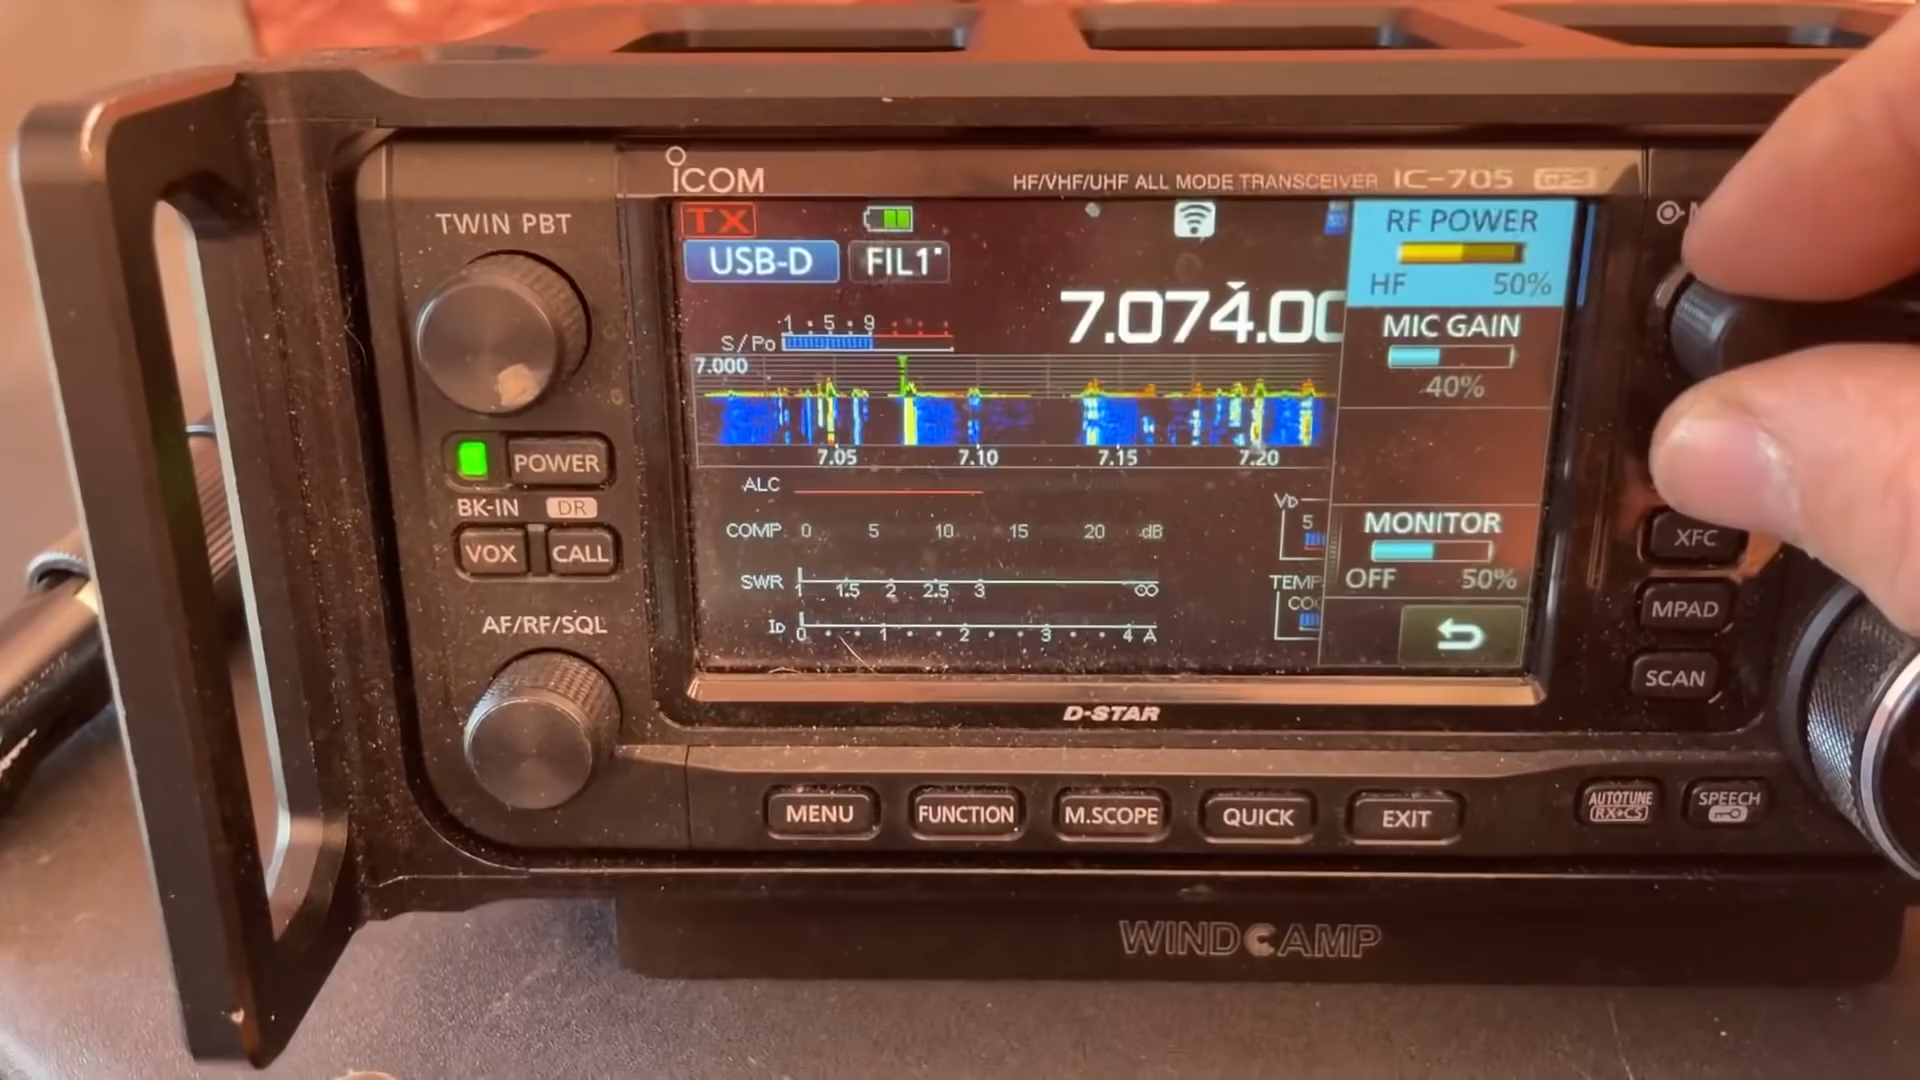 ICOM
HF/VHF/UHF ALL MODE TRANSCEIVER IC-705 GPS
TWIN PBT
TX
RF POWER
USB-D
FIL1
HF 50%
7.074.00
MIC GAIN
1 • 5 • 9
S/Po
40%
7.000
7.05 7.10 7.15 7.20
POWER
ALC
VD
BK-IN DR
COMP 0 5 10 15 20 dB
5
MONITOR
XFC
VOX CALL
OFF 50%
SWR 1 1.5 2 2.5 3 ∞
TEMP
MPAD
AF/RF/SQL
ID 0 1 2 3 4 A
SCAN
D-STAR
MENU FUNCTION M.SCOPE QUICK EXIT
AUTOTUNE
RX➔CS
SPEECH
WINDCAMP